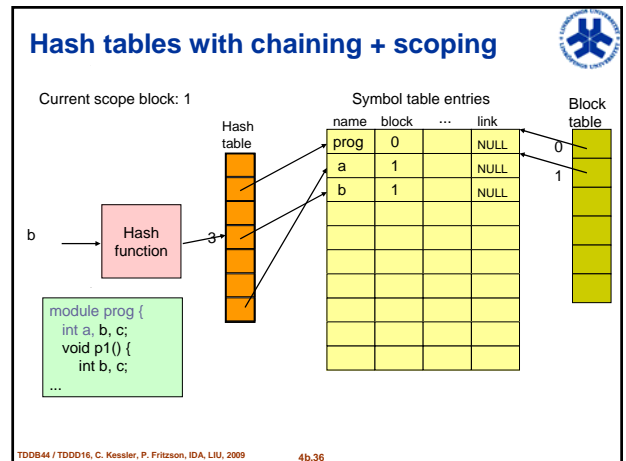 Hash tables with chaining + scoping
Current scope block: 1
Symbol table entries
Block
table
Hash
table
name block ... link
prog 0 NULL
a 1 NULL
b 1 NULL
0
1
b
Hash
function
3
module prog {
int a, b, c;
void p1() {
int b, c;
...
TDDB44 / TDDD16, C. Kessler, P. Fritzson, IDA, LIU, 2009
4b.36